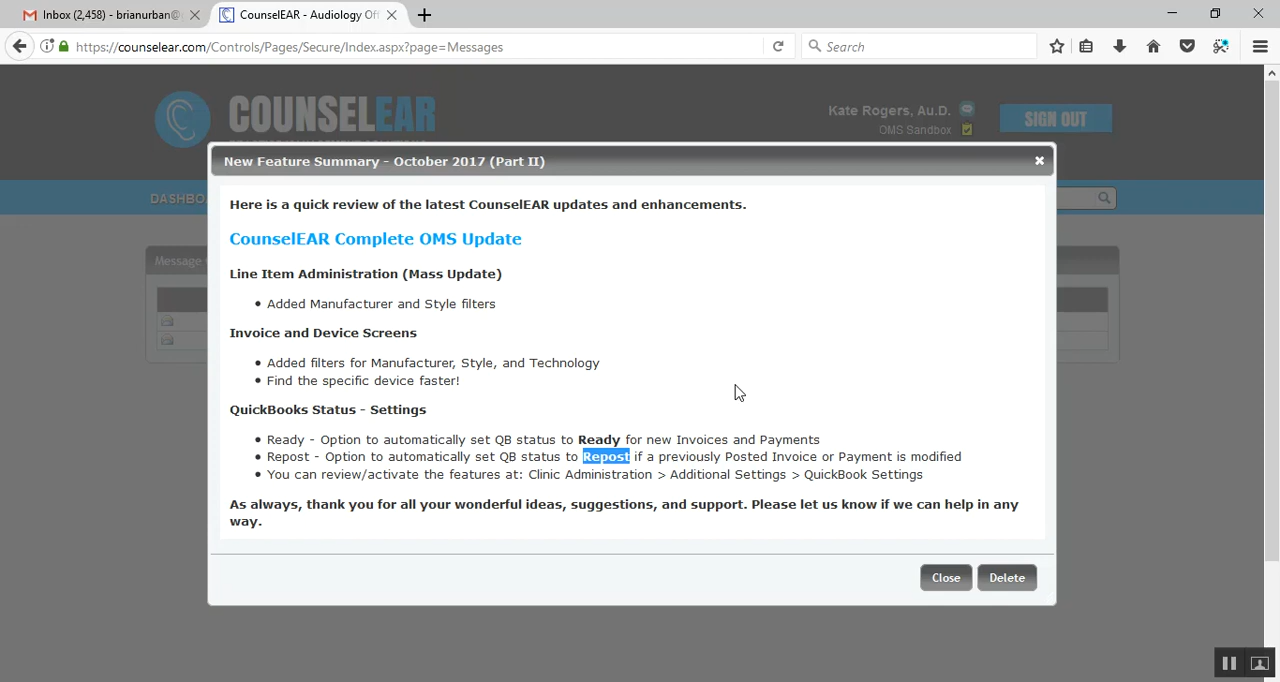 Inbox (2,458) - brianurban@
CounselEAR - Audiology Of
https://counselear.com/Controls/Pages/Secure/Index.aspx?page=Messages
Search
COUNSELEAR
Kate Rogers, Au.D.
OMS Sandbox
SIGN OUT
New Feature Summary - October 2017 (Part II)
DASHBO
Here is a quick review of the latest CounselEAR updates and enhancements.
CounselEAR Complete OMS Update
Message
Line Item Administration (Mass Update)
• Added Manufacturer and Style filters
Invoice and Device Screens
• Added filters for Manufacturer, Style, and Technology
• Find the specific device faster!
QuickBooks Status - Settings
• Ready - Option to automatically set QB status to Ready for new Invoices and Payments
• Repost - Option to automatically set QB status to Repost if a previously Posted Invoice or Payment is modified
• You can review/activate the features at: Clinic Administration > Additional Settings > QuickBook Settings
As always, thank you for all your wonderful ideas, suggestions, and support. Please let us know if we can help in any
way.
Close
Delete